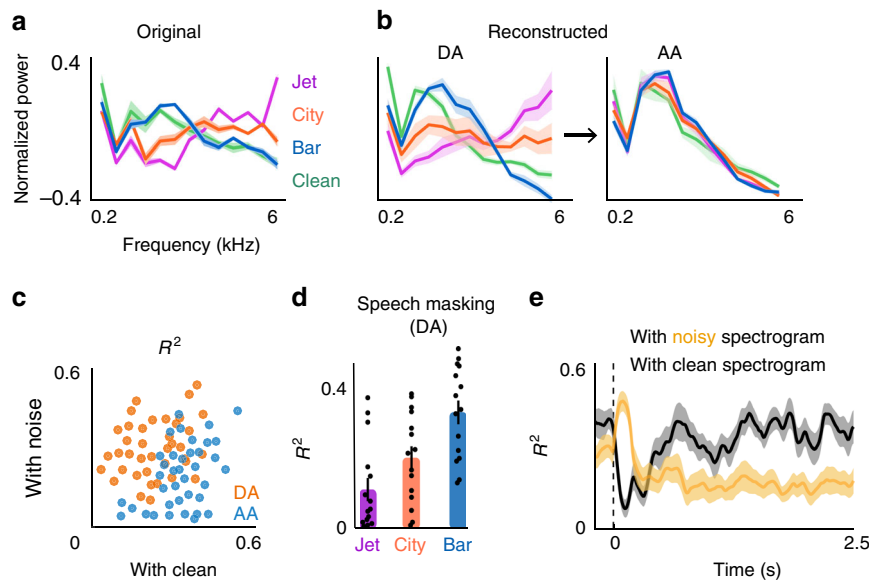 a
Original
0.4
Normalized power
–0.4
0.2
6
Frequency (kHz)
Jet
City
Bar
Clean
b
Reconstructed
DA
AA
0.2
6
0.2
6
c
R²
0.6
With noise
0
0.6
With clean
DA
AA
d
Speech masking
(DA)
0.4
R²
0
Jet
City
Bar
e
With noisy spectrogram
With clean spectrogram
0.6
R²
0
0
2.5
Time (s)